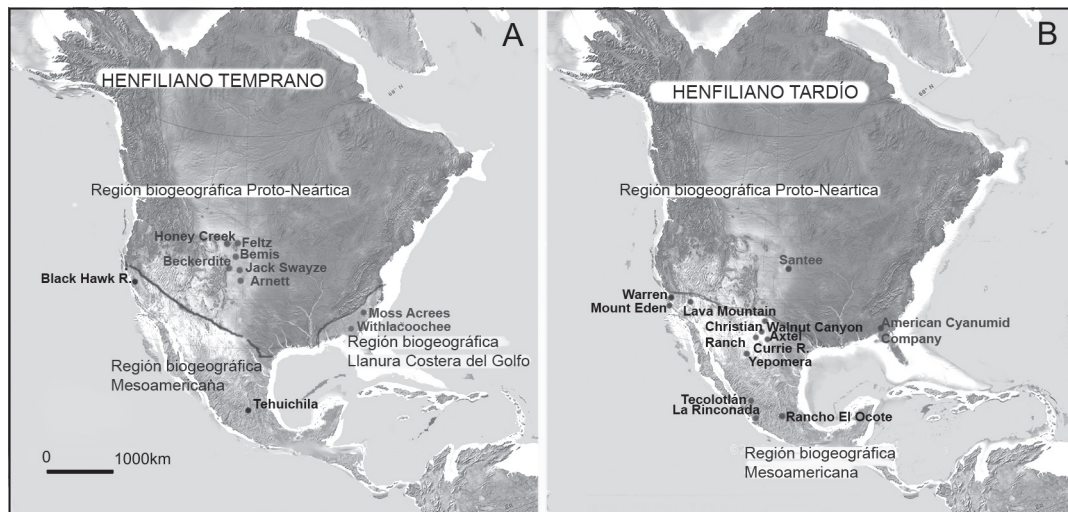 A
HENFILIANO TEMPRANO
Región biogeográfica Proto-Neártica
Honey Creek
Feltz
Bemis
Beckerdite
Jack Swayze
Arnett
Black Hawk R.
Moss Acrees
Withlacoochee
Región biogeográfica
Llanura Costera del Golfo
Región biogeográfica
Mesoamericana
Tehuichila
0 1000km
B
HENFILIANO TARDÍO
Región biogeográfica Proto-Neártica
Santee
Warren
Mount Eden
Lava Mountain
Christian
Walnut Canyon
Ranch
Axtel
Currie R.
Yepomera
American Cyanumid
Company
Tecolotlán
La Rinconada
Rancho El Ocote
Región biogeográfica
Mesoamericana